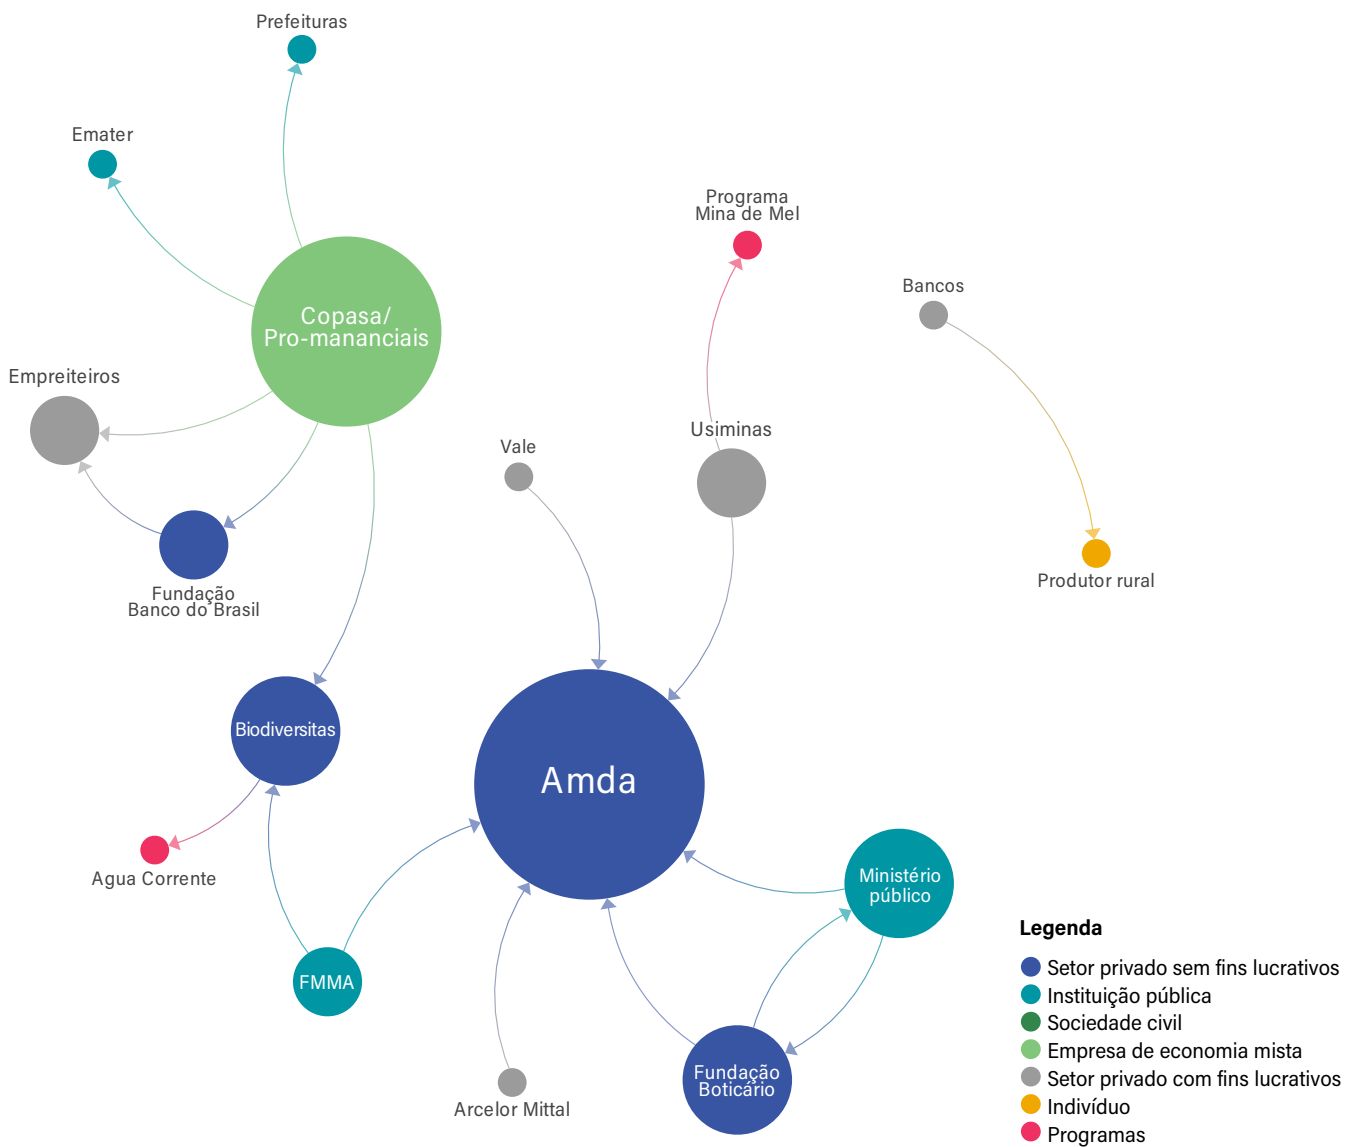 Prefeituras
Emater
Programa
Mina de Mel
Bancos
Copasa/
Pro-mananciais
Empreiteiros
Usiminas
Vale
Produtor rural
Fundação
Banco do Brasil
Biodiversitas
Amda
Agua Corrente
Ministério
público
FMMA
Fundação
Boticário
Arcelor Mittal
Legenda
Setor privado sem fins lucrativos
Instituição pública
Sociedade civil
Empresa de economia mista
Setor privado com fins lucrativos
Indivíduo
Programas